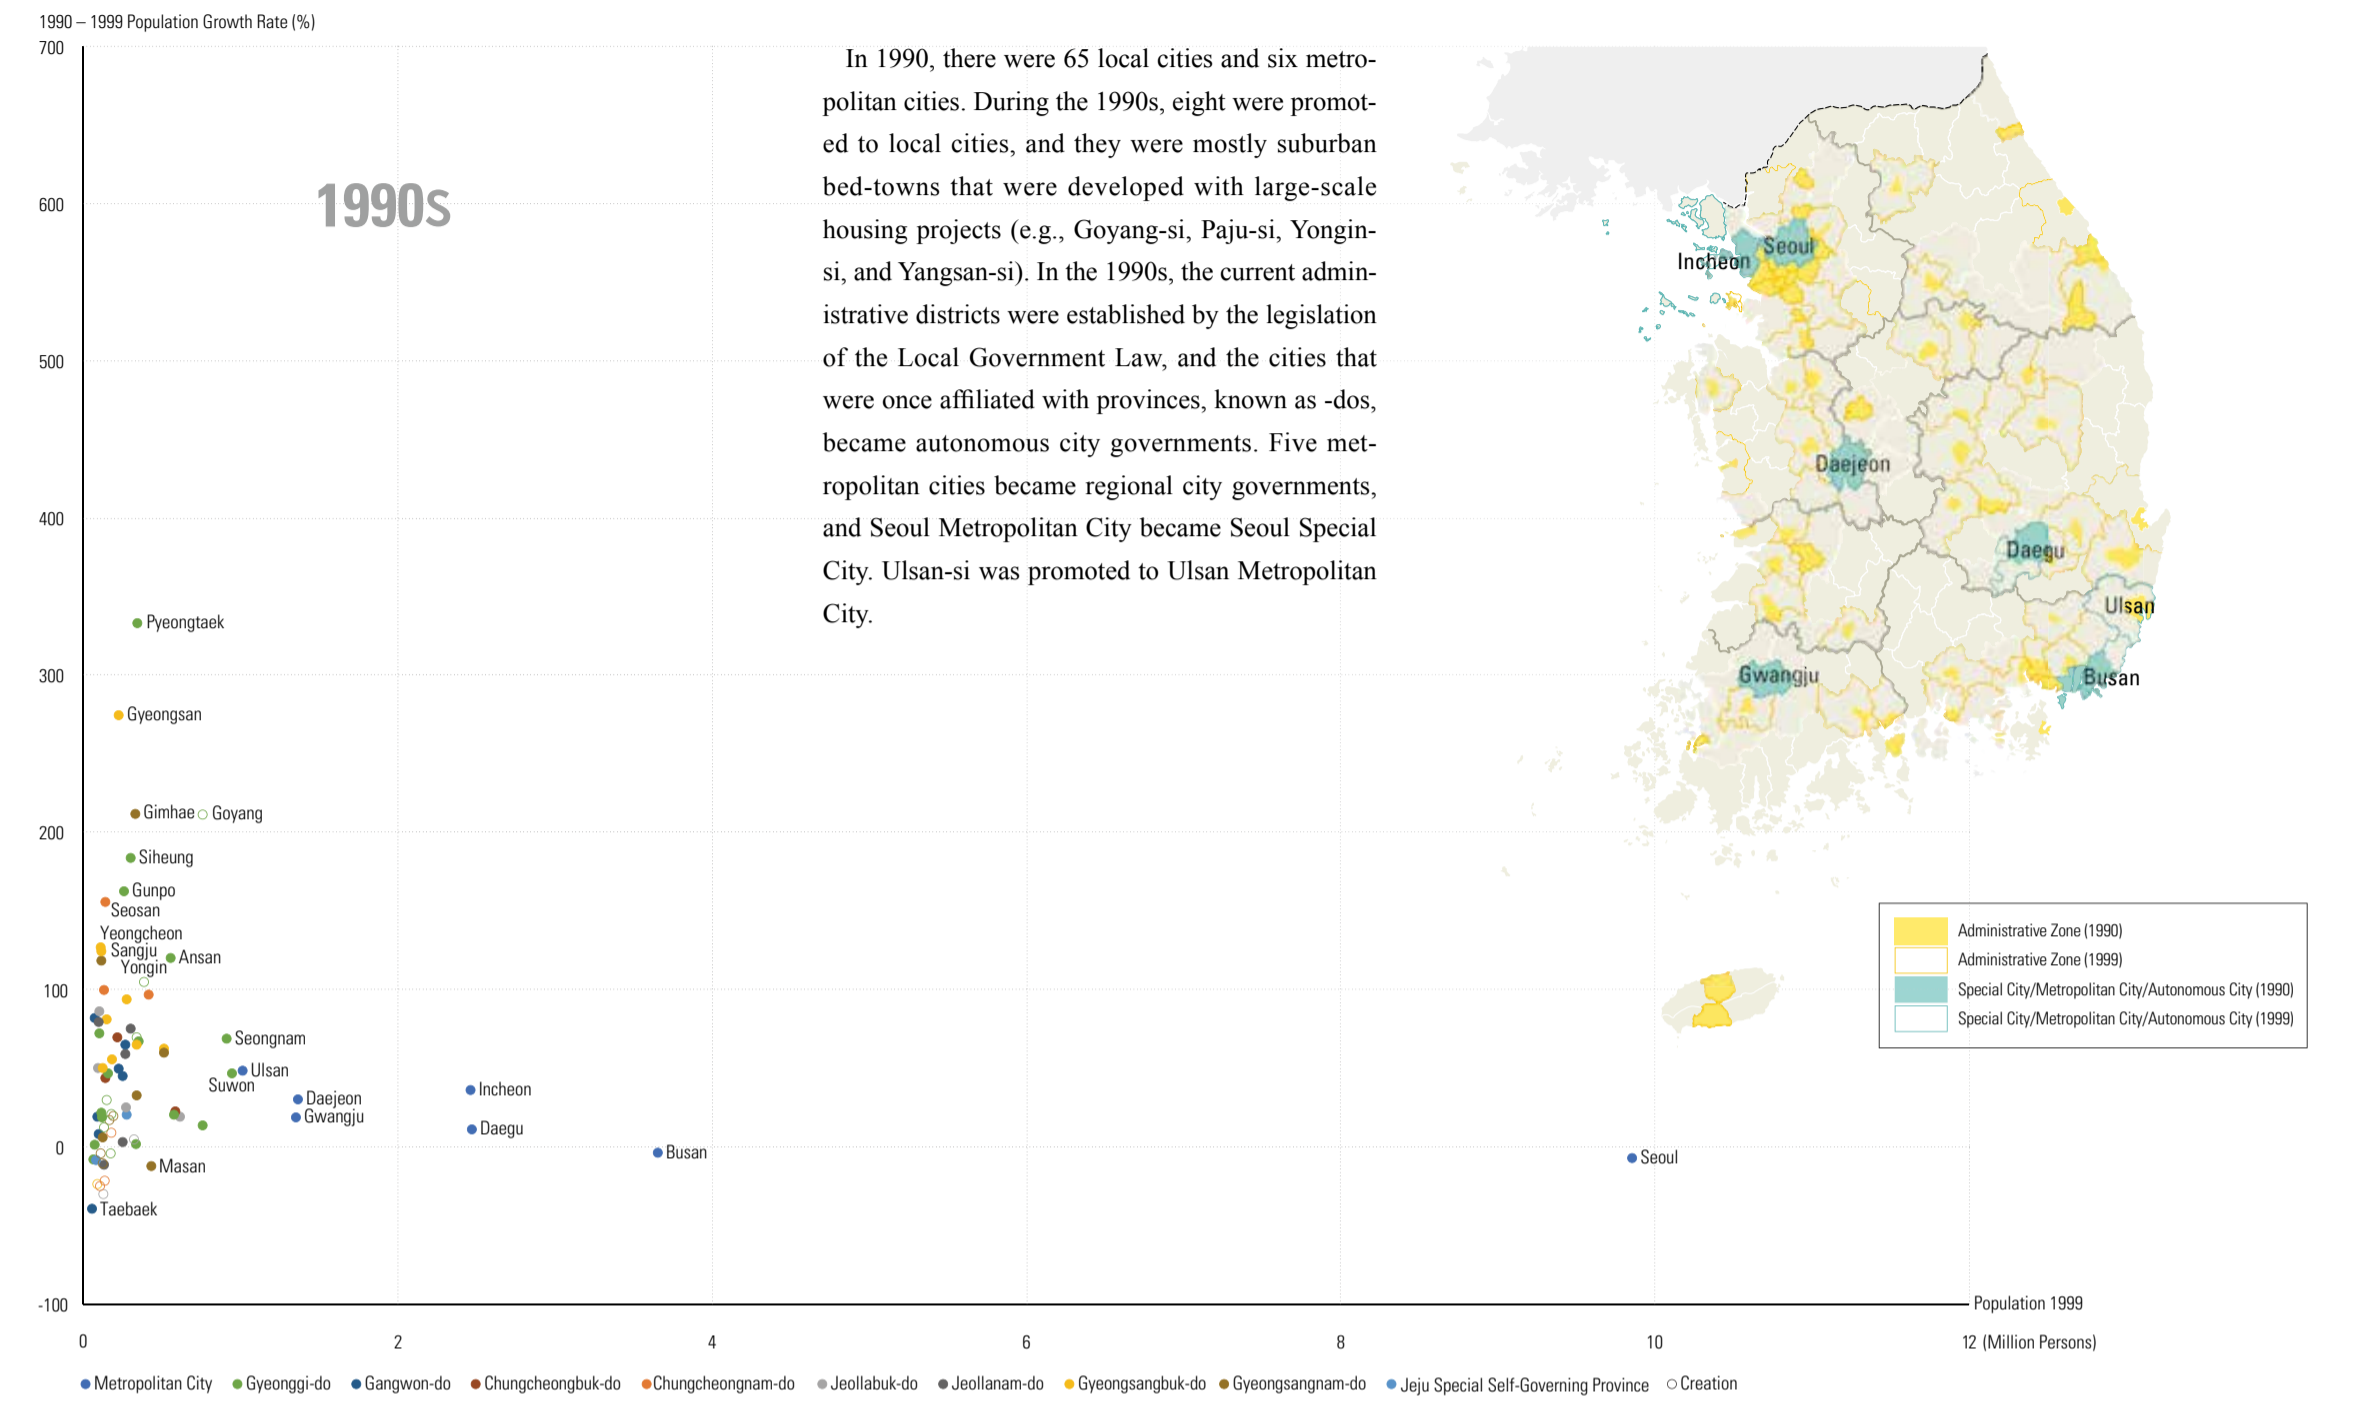 1990 – 1999 Population Growth Rate (%)
700
600
500
400
300
200
100
0
-100
1990s
In 1990, there were 65 local cities and six metro-
politan cities. During the 1990s, eight were promot-
ed to local cities, and they were mostly suburban
bed-towns that were developed with large-scale
housing projects (e.g., Goyang-si, Paju-si, Yongin-
si, and Yangsan-si). In the 1990s, the current admin-
istrative districts were established by the legislation
of the Local Government Law, and the cities that
were once affiliated with provinces, known as -dos,
became autonomous city governments. Five met-
ropolitan cities became regional city governments,
and Seoul Metropolitan City became Seoul Special
City. Ulsan-si was promoted to Ulsan Metropolitan
City.
Pyeongtaek
Gyeongsan
Gimhae Goyang
Siheung
Gunpo
Seosan
Yeongcheon
Sangju
Ansan
Yongin
Seongnam
Ulsan
Suwon
Daejeon
Gwangju
Incheon
Daegu
Busan
Seoul
Masan
Taebaek
0 2 4 6 8 10 12 (Million Persons)
Population 1999
Metropolitan City Gyeonggi-do Gangwon-do Chungcheongbuk-do Chungcheongnam-do Jeollabuk-do Jeollanam-do Gyeongsangbuk-do Gyeongsangnam-do Jeju Special Self-Governing Province Creation
Seoul
Incheon
Daejeon
Daegu
Ulsan
Gwangju
Busan
Administrative Zone (1990)
Administrative Zone (1999)
Special City/Metropolitan City/Autonomous City (1990)
Special City/Metropolitan City/Autonomous City (1999)